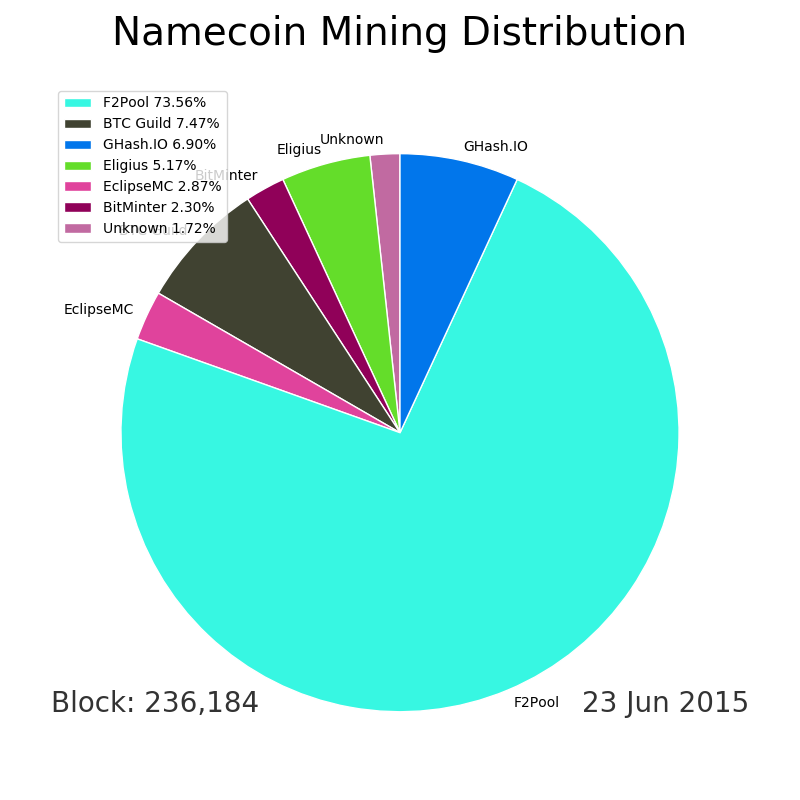 Namecoin Mining Distribution
F2Pool 73.56%
BTC Guild 7.47%
GHash.IO 6.90%
Eligius 5.17%
EclipseMC 2.87%
BitMinter 2.30%
Unknown 1.72%
Unknown
GHash.IO
Eligius
BitMinter
EclipseMC
F2Pool
Block: 236,184
23 Jun 2015